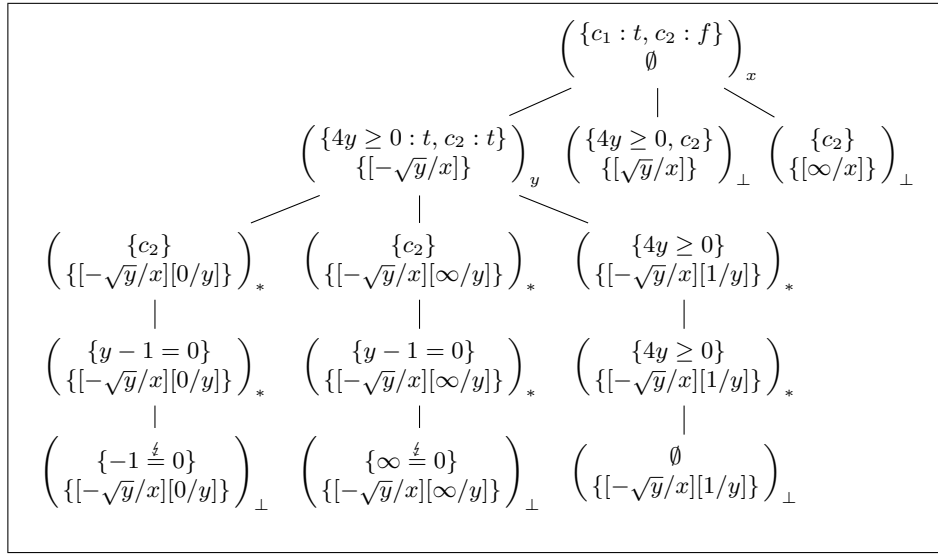 {c₁ : t, c₂ : f}
∅ x
{4y ≥ 0 : t, c₂ : t} {4y ≥ 0, c₂} {c₂}
{[−√y/x]} y {[√y/x]} ⊥ {[∞/x]} ⊥
{c₂} {c₂} {4y ≥ 0}
{[−√y/x][0/y]} * {[−√y/x][∞/y]} * {[−√y/x][1/y]} *
{y − 1 = 0} {y − 1 = 0} {4y ≥ 0}
{[−√y/x][0/y]} * {[−√y/x][∞/y]} * {[−√y/x][1/y]} *
{−1 =↯ 0} {∞ =↯ 0} ∅
{[−√y/x][0/y]} ⊥ {[−√y/x][∞/y]} ⊥ {[−√y/x][1/y]} ⊥